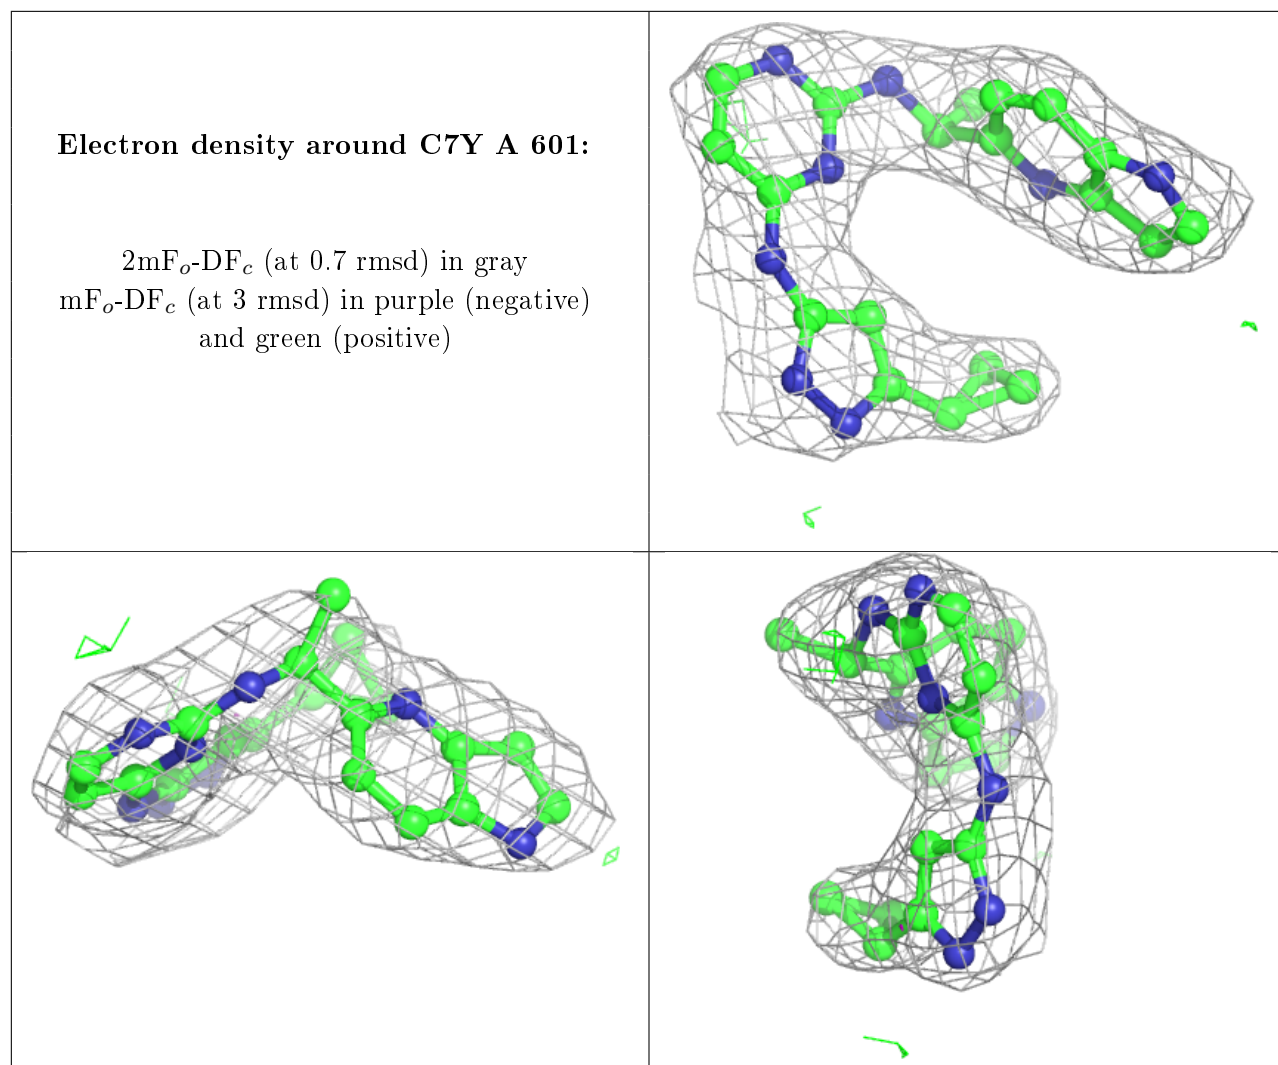 Electron density around C7Y A 601:
2mFo-DFc (at 0.7 rmsd) in gray
mFo-DFc (at 3 rmsd) in purple (negative)
and green (positive)